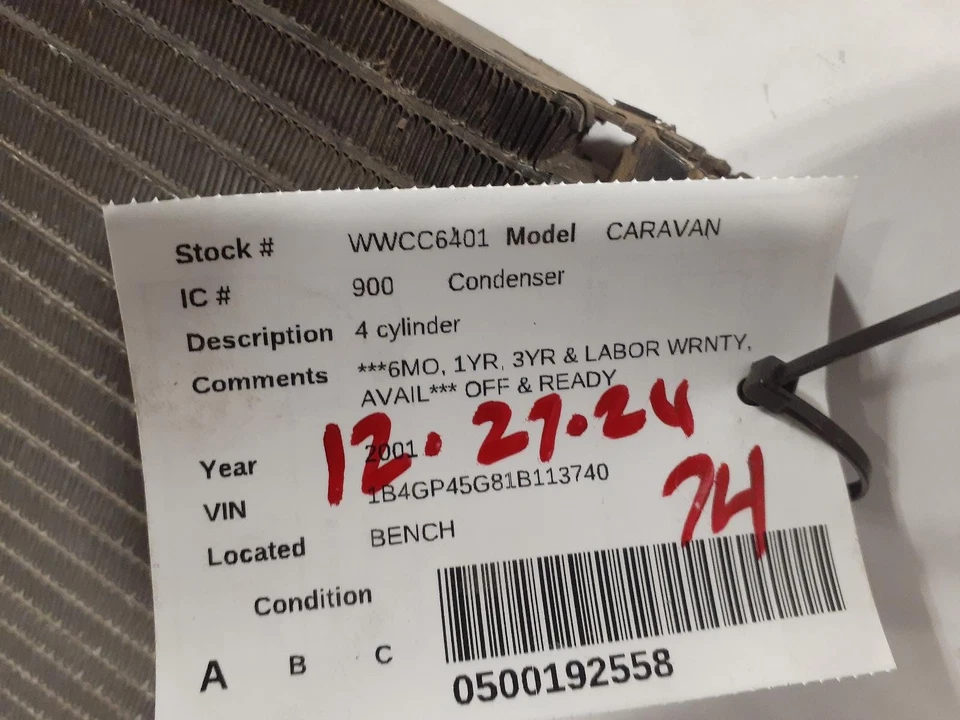 Stock # WWCC6401 Model CARAVAN
IC # 900 Condenser
Description 4 cylinder
Comments ***6MO, 1YR, 3YR & LABOR WRNTY,
AVAIL*** OFF & READY
12.27.24
Year 2001
VIN 1B4GP45G81B113740
74
Located BENCH
Condition
A B C
0500192558